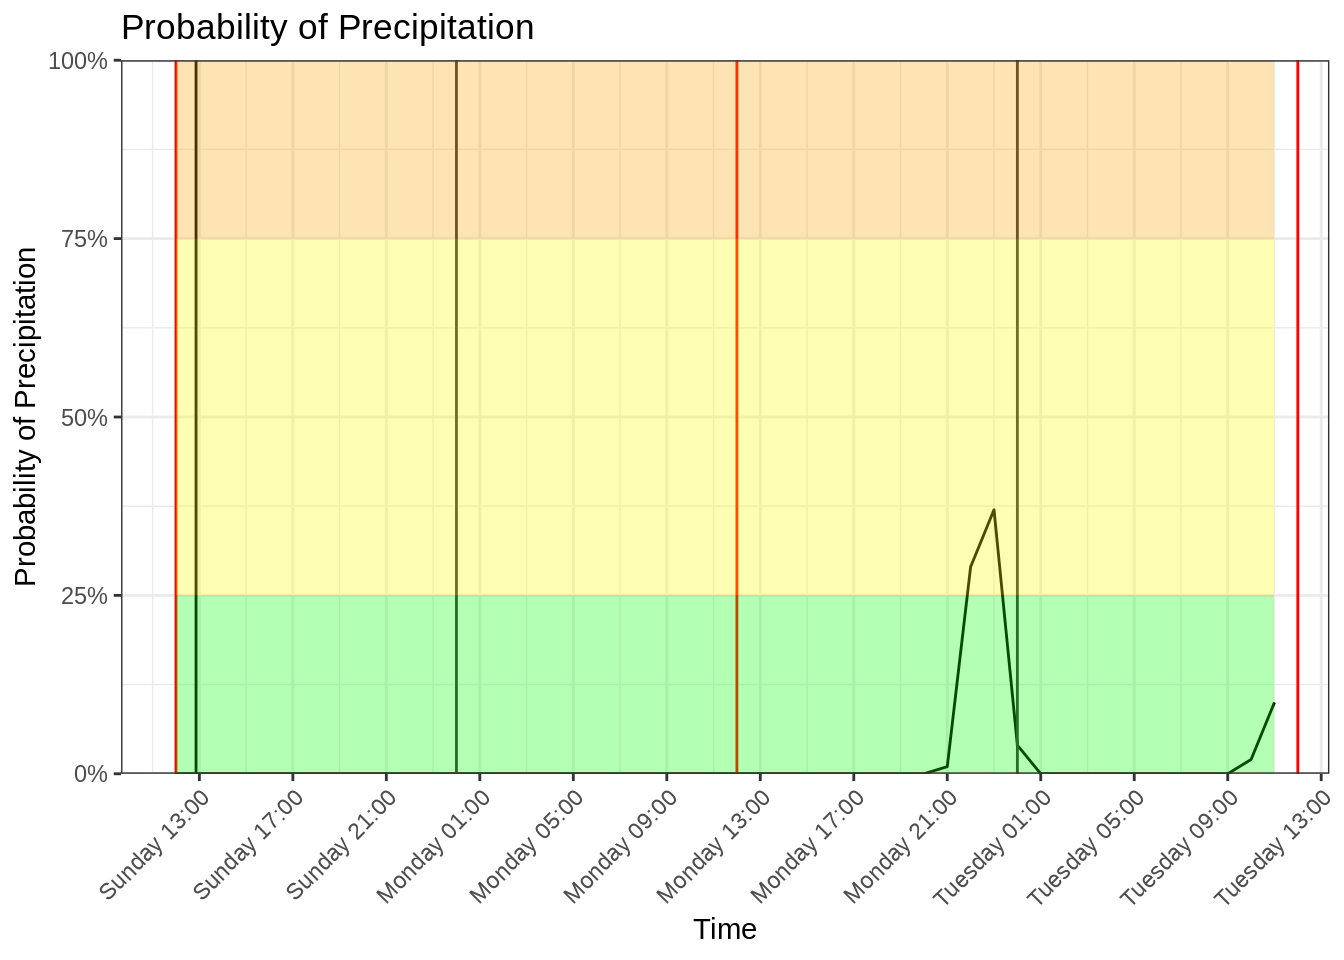 Probability of Precipitation
Probability of Precipitation
100%
75%
50%
25%
0%
Sunday 13:00
Sunday 17:00
Sunday 21:00
Monday 01:00
Monday 05:00
Monday 09:00
Monday 13:00
Monday 17:00
Monday 21:00
Tuesday 01:00
Tuesday 05:00
Tuesday 09:00
Tuesday 13:00
Time